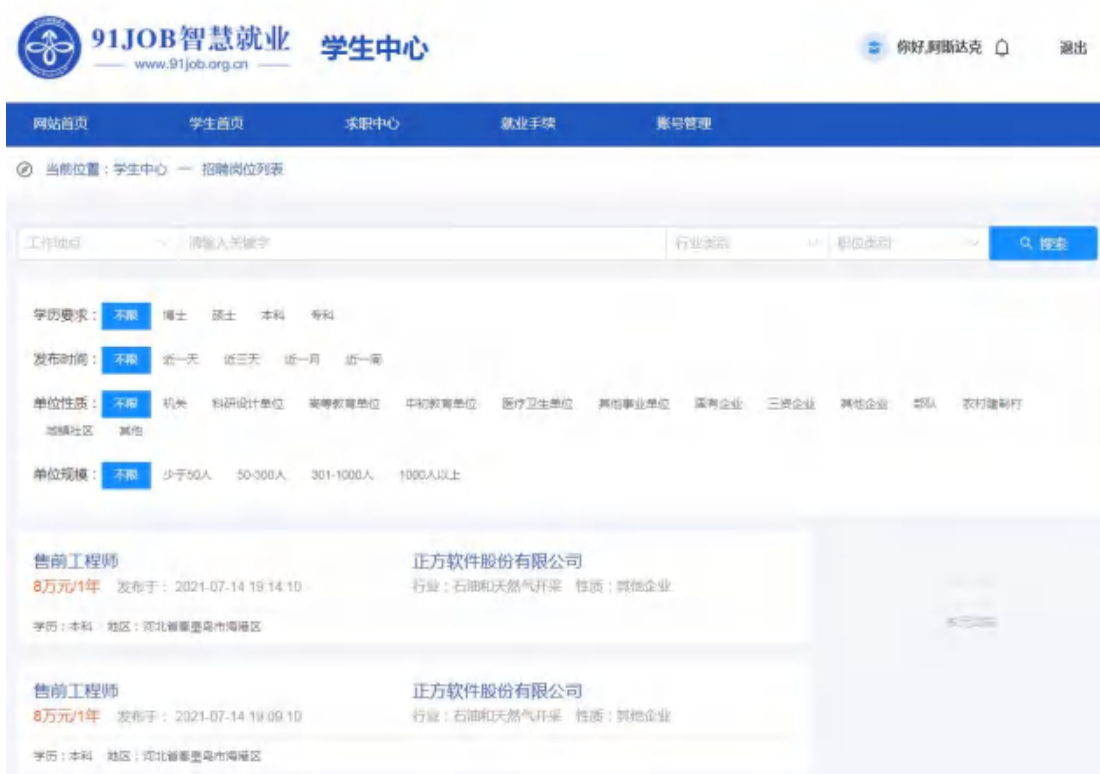 91JOB智慧就业
www.91job.org.cn
学生中心
你好,阿斯达克
退出
网站首页 学生首页 求职中心 就业手续 账号管理
当前位置：学生中心 一 招聘岗位列表
工作地点 请输入关键字 行业类别 职位类别 搜索
学历要求： 不限 博士 硕士 本科 专科
发布时间： 不限 近一天 近三天 近一月 近一周
单位性质： 不限 机关 科研设计单位 高等教育单位 中初教育单位 医疗卫生单位 其他事业单位 国有企业 三资企业 其他企业 部队 农村建制村
城镇社区 其他
单位规模： 不限 少于50人 50-300人 301-1000人 1000人以上
售前工程师 正方软件股份有限公司
8万元/1年 发布于： 2021-07-14 19:14:10 行业：石油和天然气开采 性质：其他企业
学历：本科 地区：河北省秦皇岛市海港区
售前工程师 正方软件股份有限公司
8万元/1年 发布于： 2021-07-14 19:09:10 行业：石油和天然气开采 性质：其他企业
学历：本科 地区：河北省秦皇岛市海港区